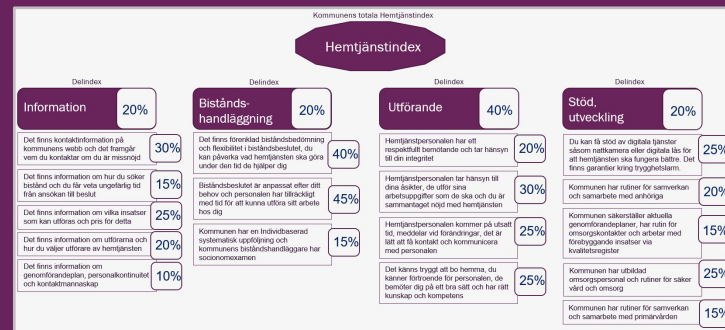 Kommunens totala Hemtjänstindex
Hemtjänstindex
Delindex
Information
20%
Det finns kontaktinformation på
kommunens webb och det framgår
vem du kontaktar om du är missnöjd
30%
Det finns information om hur du söker
bistånd och du får veta ungefärlig tid
från ansökan till beslut
15%
Det finns information om vilka insatser
som kan utföras och pris för detta
25%
Det finns information om utförarna och
hur du väljer utförare av hemtjänsten
20%
Det finns information om
genomförandeplan, personalkontinuitet
och kontaktmannaskap
10%
Delindex
Bistånds-
handläggning
20%
Det finns förenklad biståndsbedömning
och flexibilitet i biståndsbeslutet, du
kan påverka vad hemtjänsten ska göra
under den tid de hjälper dig
40%
Biståndsbeslutet är anpassat efter ditt
behov och personalen har tillräckligt
med tid för att kunna utföra sitt arbete
hos dig
45%
Kommunen har en Individbaserad
systematisk uppföljning och
kommunens biståndshandläggare har
socionomexamen
15%
Delindex
Utförande
40%
Hemtjänstpersonalen har ett
respektfullt bemötande och tar hänsyn
till din integritet
20%
Hemtjänstpersonalen tar hänsyn till
dina åsikter, de utför sina
arbetsuppgifter som de ska och du är
sammantaget nöjd med hemtjänsten
30%
Hemtjänstpersonalen kommer på utsatt
tid, meddelar vid förändringar, det är
lätt att få kontakt och kommunicera
med personalen
25%
Det känns tryggt att bo hemma, du
känner förtroende för personalen, de
bemöter dig på ett bra sätt och har rätt
kunskap och kompetens
25%
Delindex
Stöd,
utveckling
20%
Du kan få stöd av digitala tjänster
såsom nattkamera eller digitala lås för
att hemtjänsten ska fungera bättre. Det
finns garantier kring trygghetslarm.
25%
Kommunen har rutiner för samverkan
och samarbete med anhöriga
20%
Kommunen säkerställer aktuella
genomförandeplaner, har rutin för
omsorgskontakter och arbetar med
förebyggande insatser via
kvalitetsregister
15%
Kommunen har utbildad
omsorgspersonal och rutiner för säker
vård och omsorg
25%
Kommunen har rutiner för samverkan
och samarbete med primärvården
15%